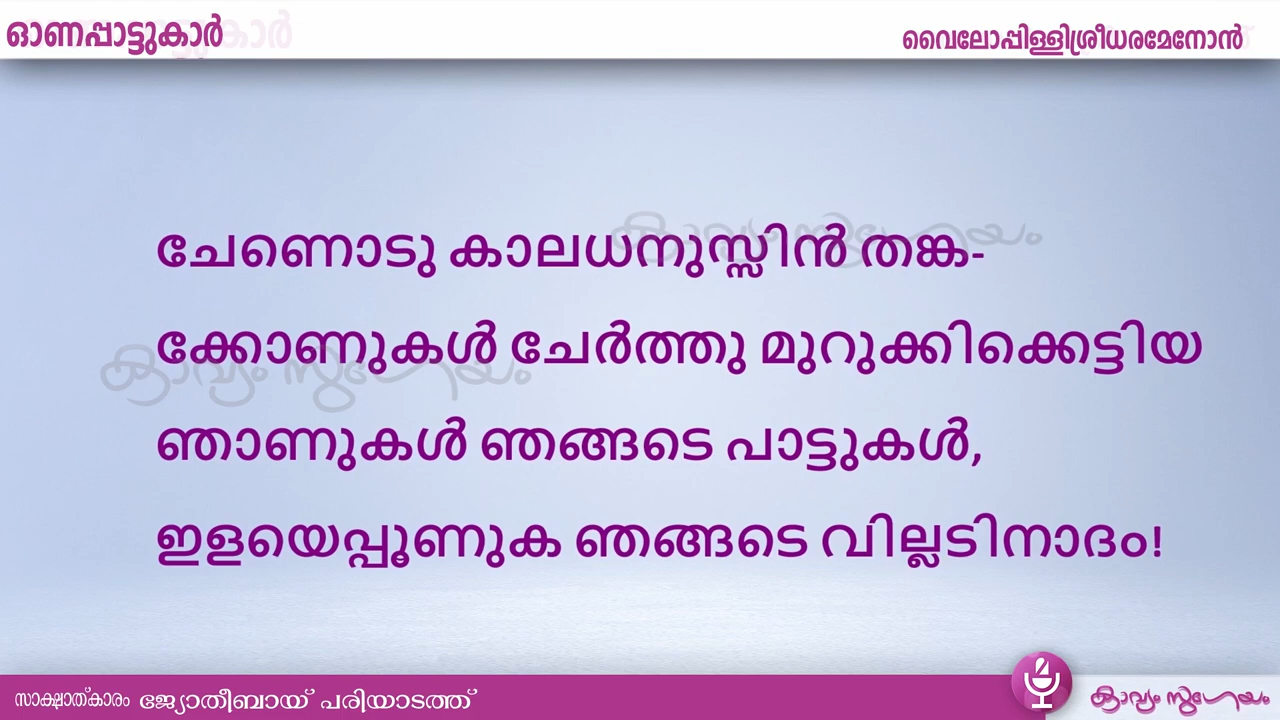 ഓണപ്പാട്ടുകാർ
വൈലോപ്പിള്ളിശ്രീധരമേനോൻ
ചേണൊടു കാലധനുസ്സിൻ തങ്ക-
ക്കോണുകൾ ചേർത്തു മുറുക്കിക്കെട്ടിയ
ഞാണുകൾ ഞങ്ങടെ പാട്ടുകൾ,
ഇളയെപ്പൂണുക ഞങ്ങടെ വില്ലടിനാദം!
സാക്ഷാത്കാരം ജ്യോതീബായ് പരിയാടത്ത്
കാവ്യം സുഗേയം